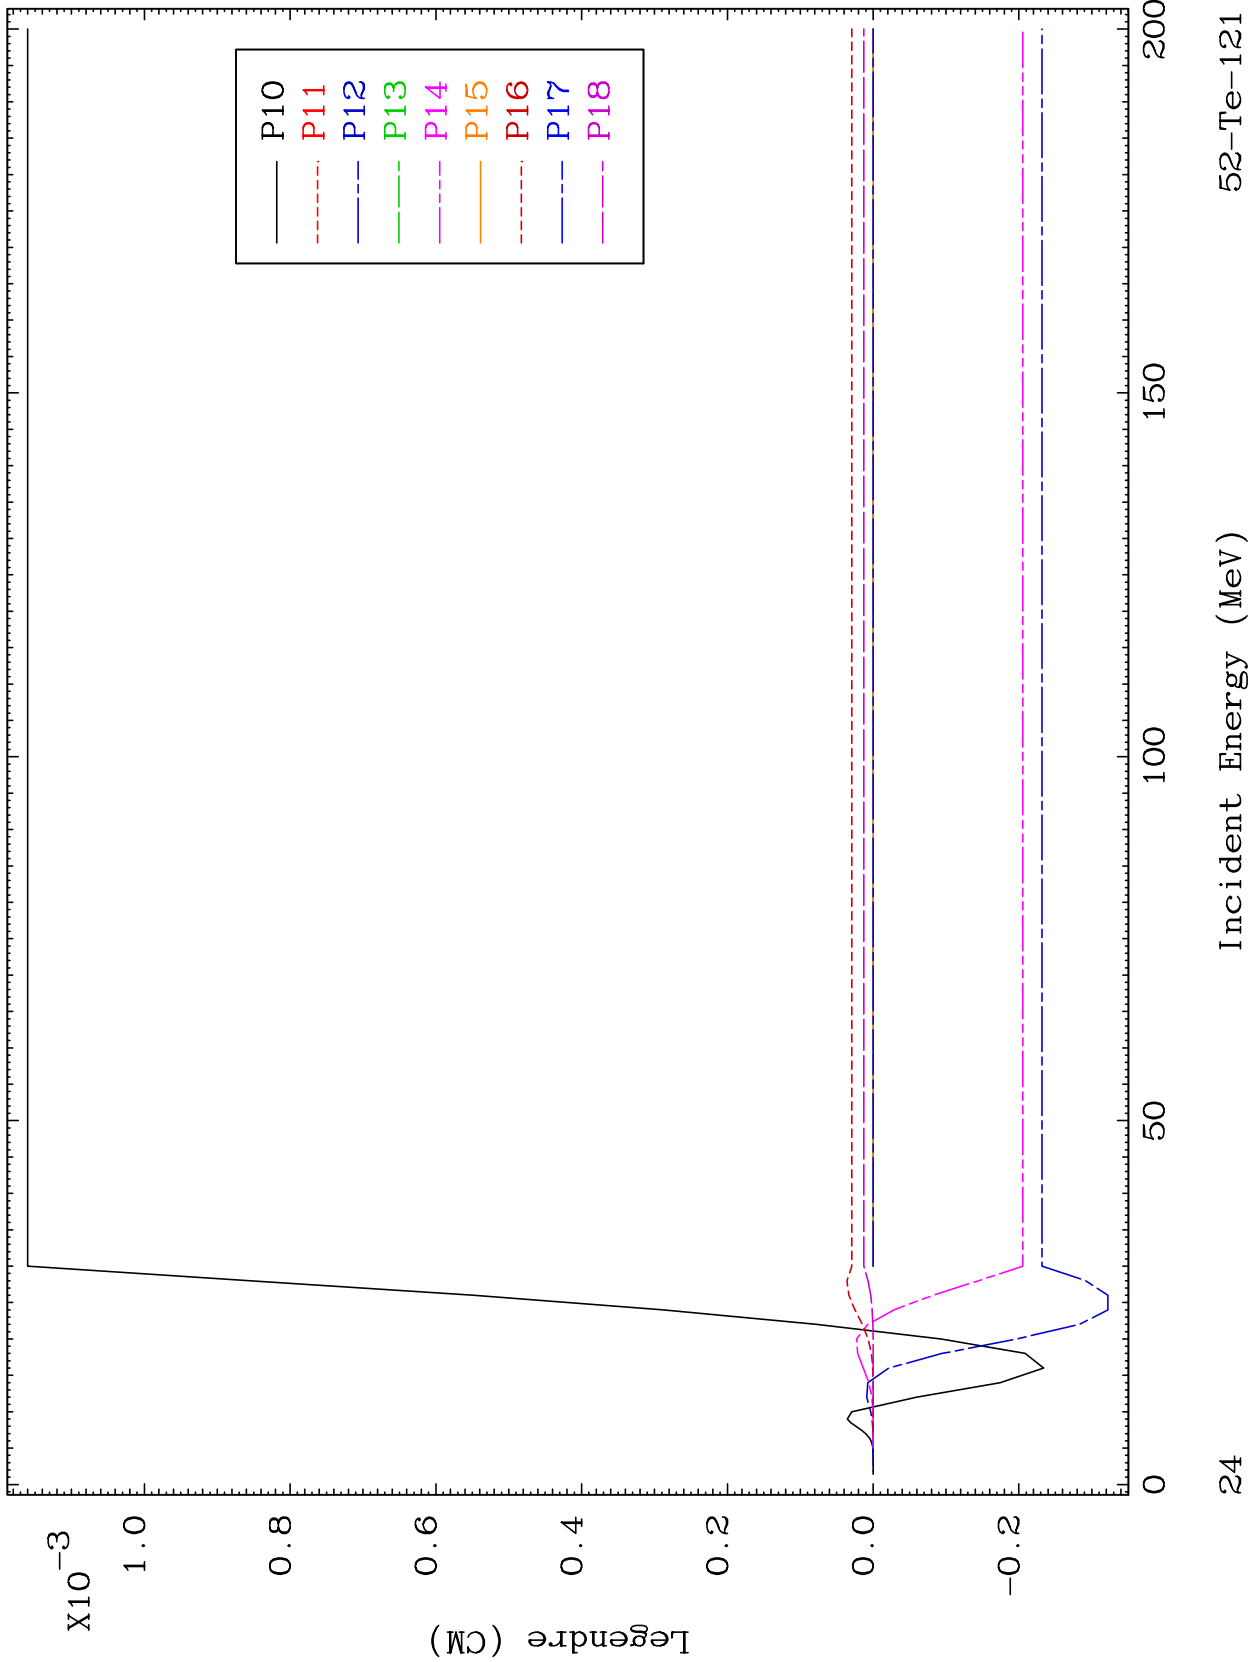 X10-3
1.0
0.8
0.6
0.4
0.2
0.0
-0.2
Legendre (CM)
P10
P11
P12
P13
P14
P15
P16
P17
P18
0
50
100
150
200
24
Incident Energy (MeV)
52-Te-121